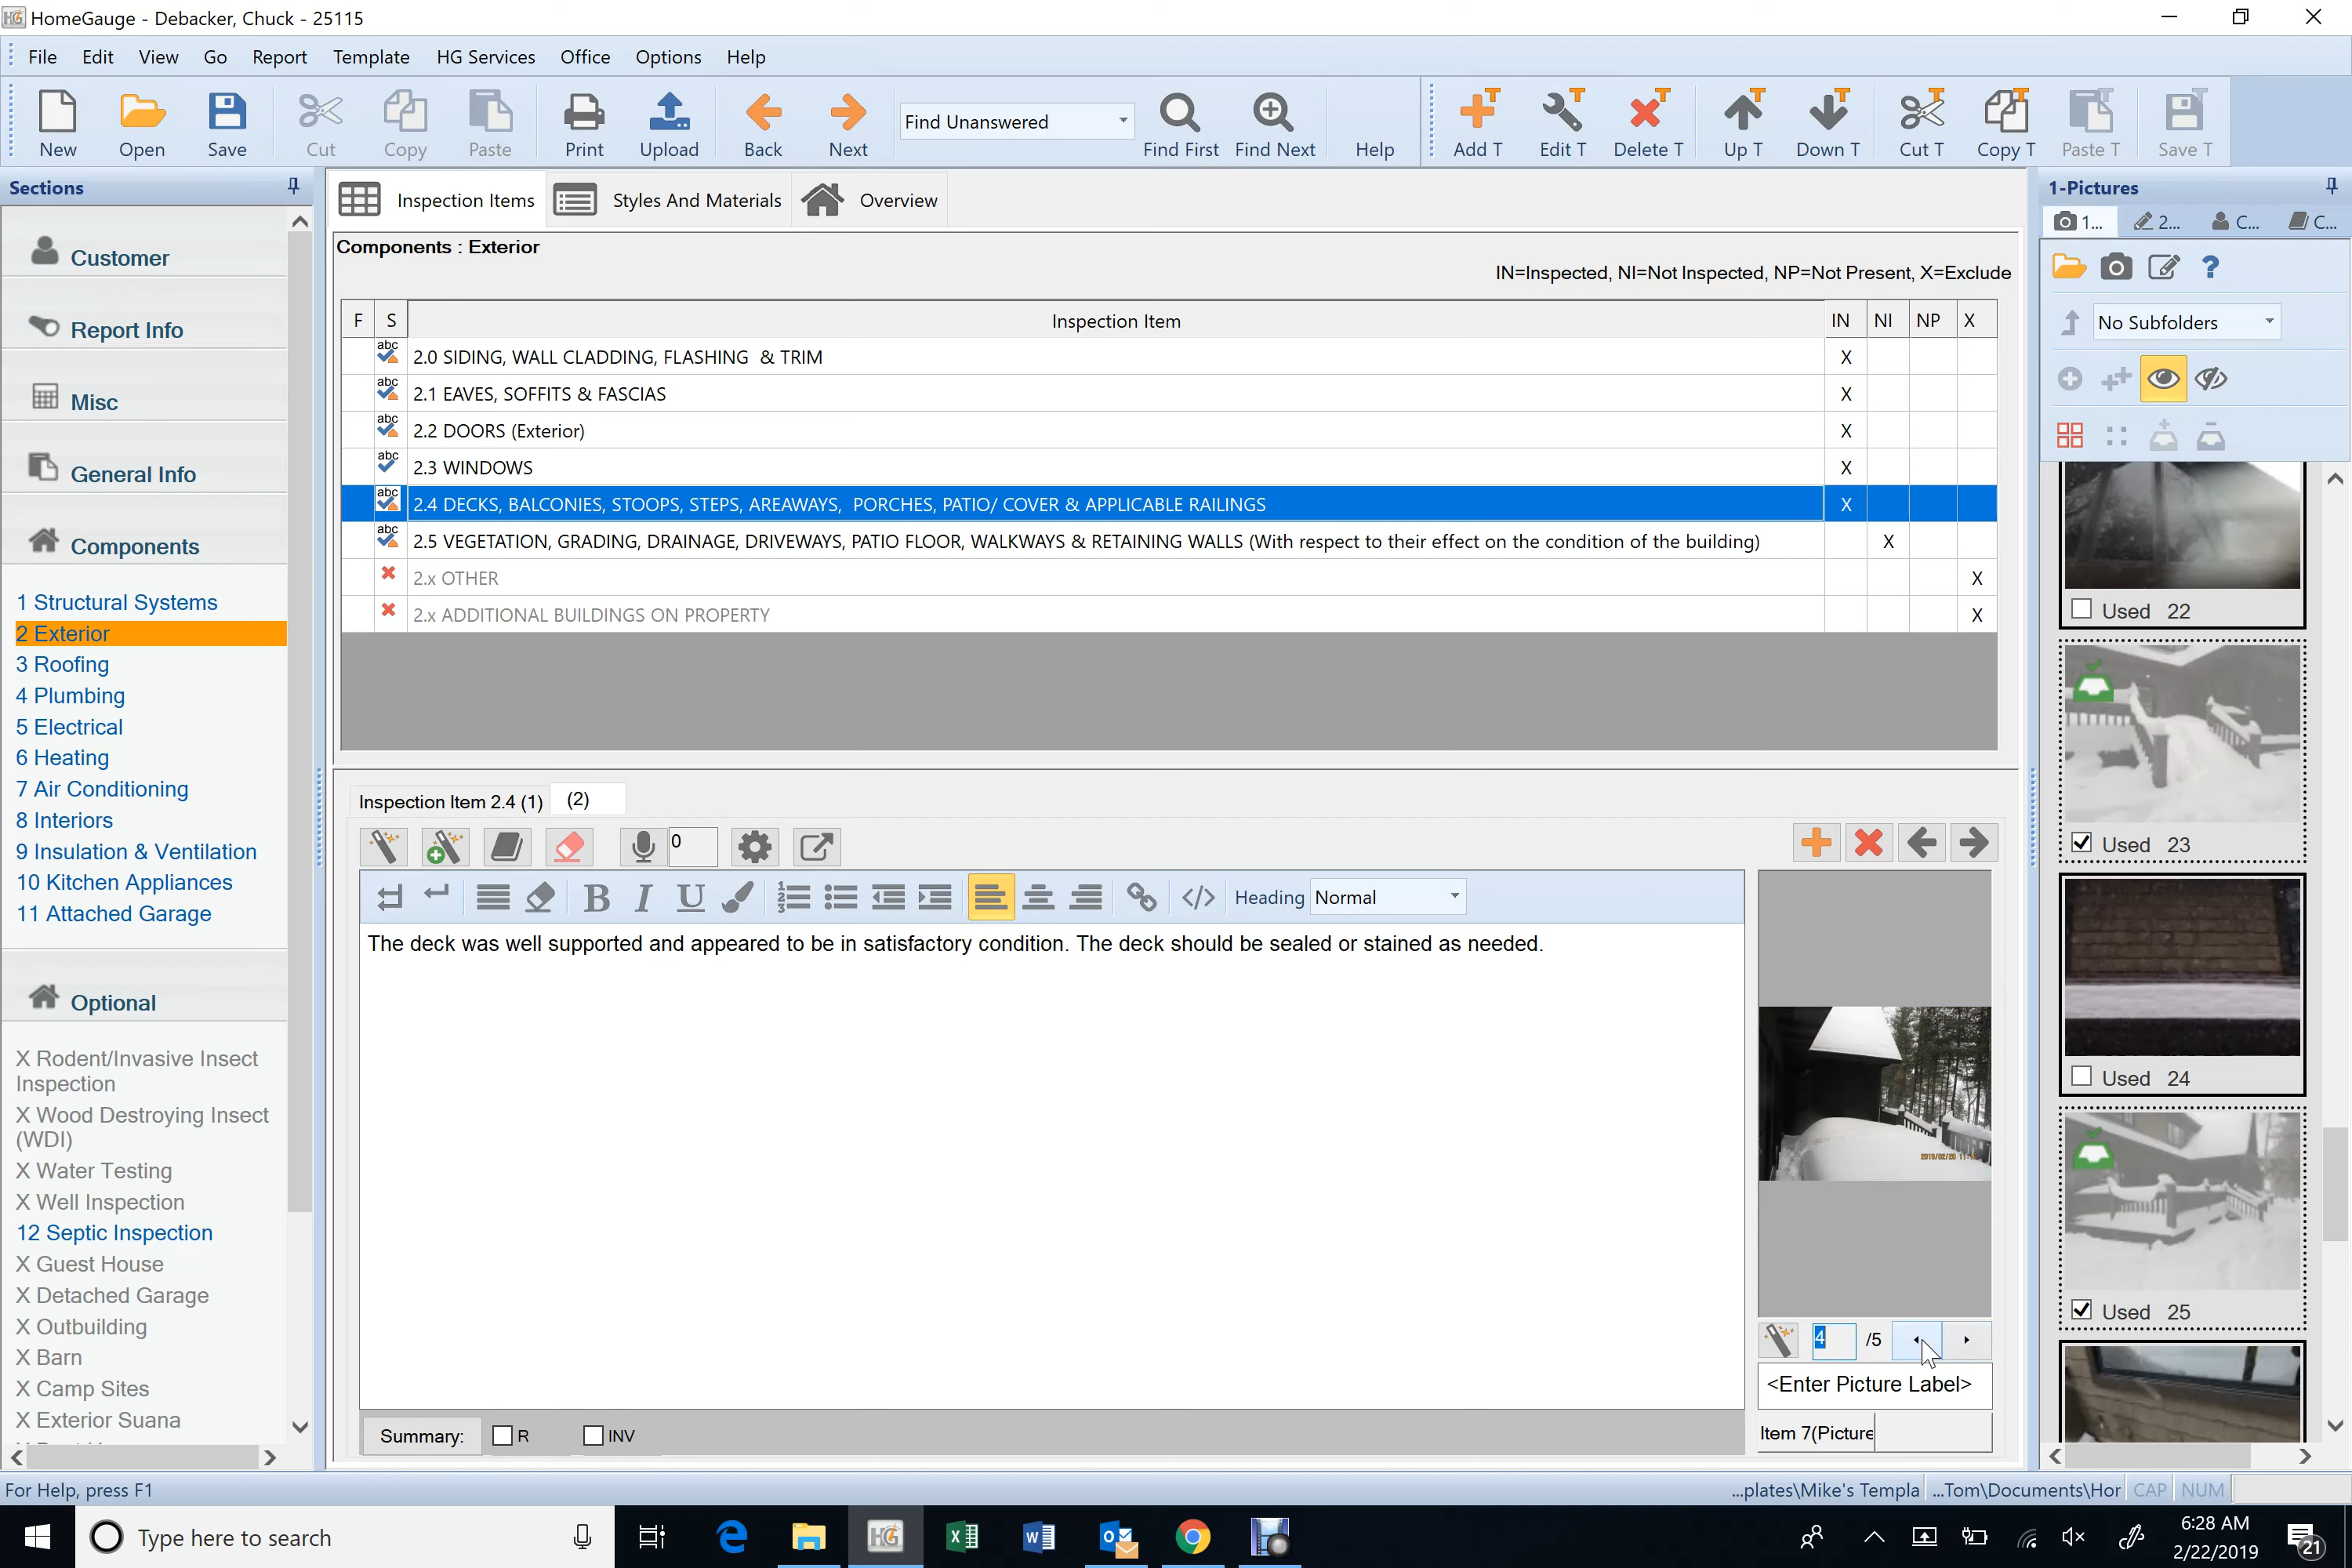 HomeGauge - Debacker, Chuck - 25115
File Edit View Go Report Template HG Services Office Options Help
New Open Save Cut Copy Paste Print Upload Back Next Find Unanswered Find First Find Next Help Add T Edit T Delete T Up T Down T Cut T Copy T Paste T Save T
Sections
Customer
Report Info
Misc
General Info
Components
1 Structural Systems
2 Exterior
3 Roofing
4 Plumbing
5 Electrical
6 Heating
7 Air Conditioning
8 Interiors
9 Insulation & Ventilation
10 Kitchen Appliances
11 Attached Garage
Optional
X Rodent/Invasive Insect
Inspection
X Wood Destroying Insect
(WDI)
X Water Testing
X Well Inspection
12 Septic Inspection
X Guest House
X Detached Garage
X Outbuilding
X Barn
X Camp Sites
X Exterior Suana
Inspection Items Styles And Materials Overview
Components : Exterior
IN=Inspected, NI=Not Inspected, NP=Not Present, X=Exclude
F S Inspection Item IN NI NP X
abc 2.0 SIDING, WALL CLADDING, FLASHING & TRIM X
abc 2.1 EAVES, SOFFITS & FASCIAS X
abc 2.2 DOORS (Exterior) X
abc 2.3 WINDOWS X
abc 2.4 DECKS, BALCONIES, STOOPS, STEPS, AREAWAYS, PORCHES, PATIO/ COVER & APPLICABLE RAILINGS X
abc 2.5 VEGETATION, GRADING, DRAINAGE, DRIVEWAYS, PATIO FLOOR, WALKWAYS & RETAINING WALLS (With respect to their effect on the condition of the building) X
2.x OTHER X
2.x ADDITIONAL BUILDINGS ON PROPERTY X
Inspection Item 2.4 (1) (2)
0
B I U Heading Normal
The deck was well supported and appeared to be in satisfactory condition. The deck should be sealed or stained as needed.
4 /5
<Enter Picture Label>
Item 7(Picture
Summary: R INV
1-Pictures
1... 2... C... C...
No Subfolders
Used 22
Used 23
Used 24
Used 25
For Help, press F1 ...plates\Mike's Templa ...Tom\Documents\Hor CAP NUM
Type here to search
6:28 AM
2/22/2019
21